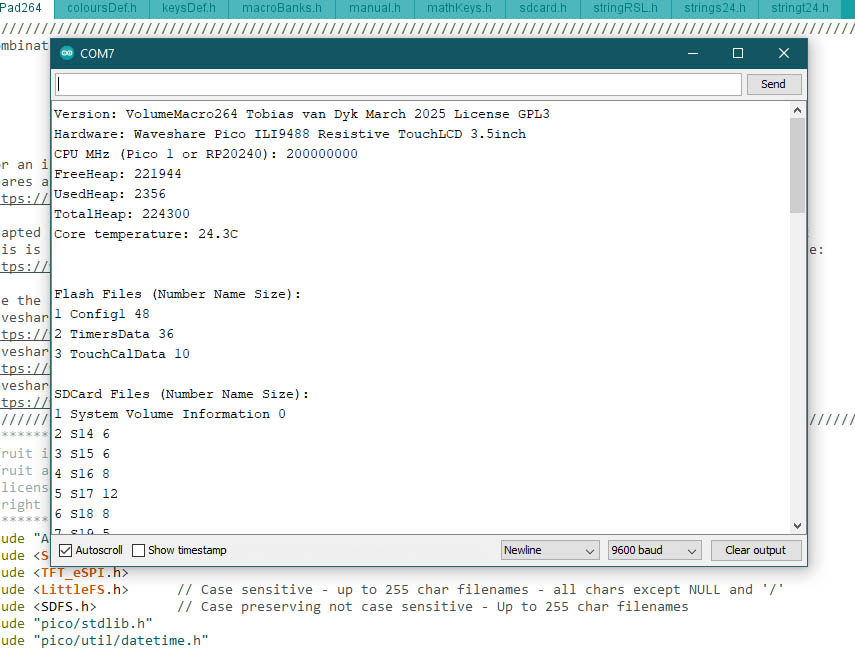 Pad264 coloursDef.h keysDef.h macroBanks.h manual.h mathKeys.h sdcard.h stringRSL.h strings24.h stringt24.h
////////////////////////////////////////////////////////////////////////////////////////////////////////////
ombinat
COM7
Send
Version: VolumeMacro264 Tobias van Dyk March 2025 License GPL3
Hardware: Waveshare Pico ILI9488 Resistive TouchLCD 3.5inch
CPU MHz (Pico 1 or RP20240): 200000000
FreeHeap: 221944
UsedHeap: 2356
TotalHeap: 224300
Core temperature: 24.3C
Flash Files (Number Name Size):
1 Config1 48
2 TimersData 36
3 TouchCalData 10
SDCard Files (Number Name Size):
1 System Volume Information 0
2 S14 6
3 S15 6
4 S16 8
5 S17 12
6 S18 8
7 S19 5
Autoscroll Show timestamp Newline 9600 baud Clear output
or an i
ares a
tps://
apted
is is e:
tps://
e the
veshar
tps://
veshar
tps://
veshar
tps://
////// //////
******
fruit i
fruit a
licens
right
******
ude "A
ude <S
ude <TFT_eSPI.h>
ude <LittleFS.h> // Case sensitive - up to 255 char filenames - all chars except NULL and '/'
ude <SDFS.h> // Case preserving not case sensitive - Up to 255 char filenames
ude "pico/stdlib.h"
ude "pico/util/datetime.h"